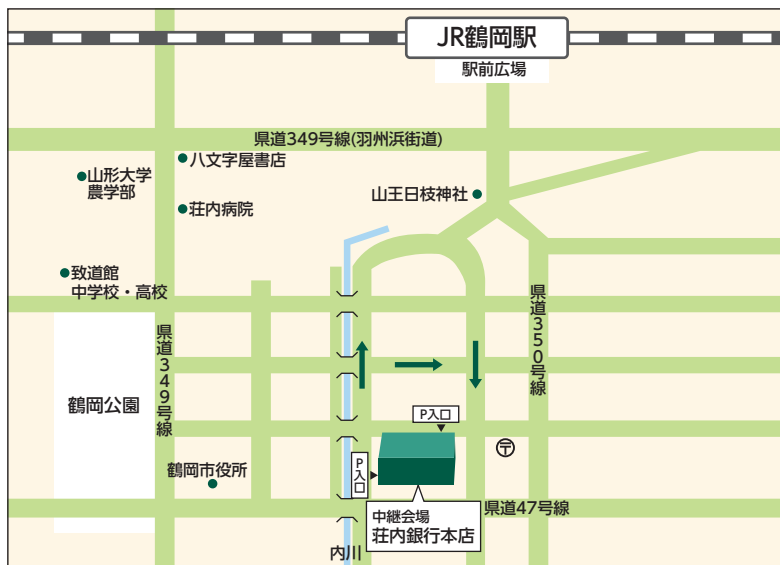 JR鶴岡駅
駅前広場
県道349号線(羽州浜街道)
八文字屋書店
山形大学
農学部
山王日枝神社
荘内病院
致道館
中学校・高校
県道350号線
県道349号線
鶴岡公園
P入口
〒
P入口
鶴岡市役所
県道47号線
中継会場
荘内銀行本店
内川